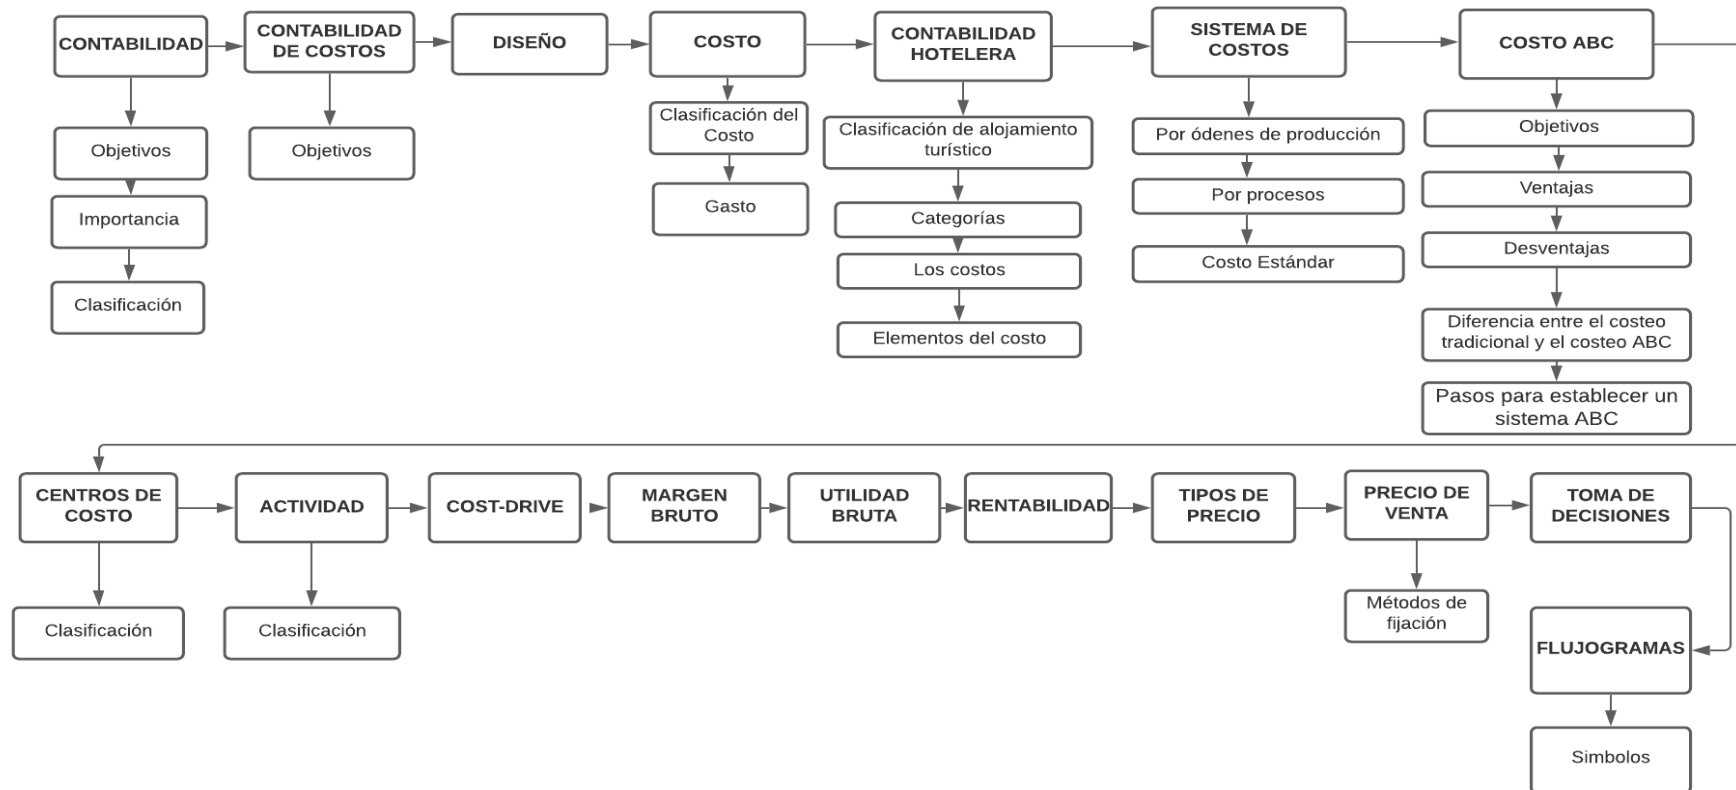 CONTABILIDAD
CONTABILIDAD
DE COSTOS
DISEÑO
COSTO
CONTABILIDAD
HOTELERA
SISTEMA DE
COSTOS
COSTO ABC
Objetivos
Importancia
Clasificación
Objetivos
Clasificación del
Costo
Gasto
Clasificación de alojamiento
turístico
Categorías
Los costos
Elementos del costo
Por ódenes de producción
Por procesos
Costo Estándar
Objetivos
Ventajas
Desventajas
Diferencia entre el costeo
tradicional y el costeo ABC
Pasos para establecer un
sistema ABC
CENTROS DE
COSTO
ACTIVIDAD
COST-DRIVE
MARGEN
BRUTO
UTILIDAD
BRUTA
RENTABILIDAD
TIPOS DE
PRECIO
PRECIO DE
VENTA
TOMA DE
DECISIONES
Clasificación
Clasificación
Métodos de
fijación
FLUJOGRAMAS
Simbolos